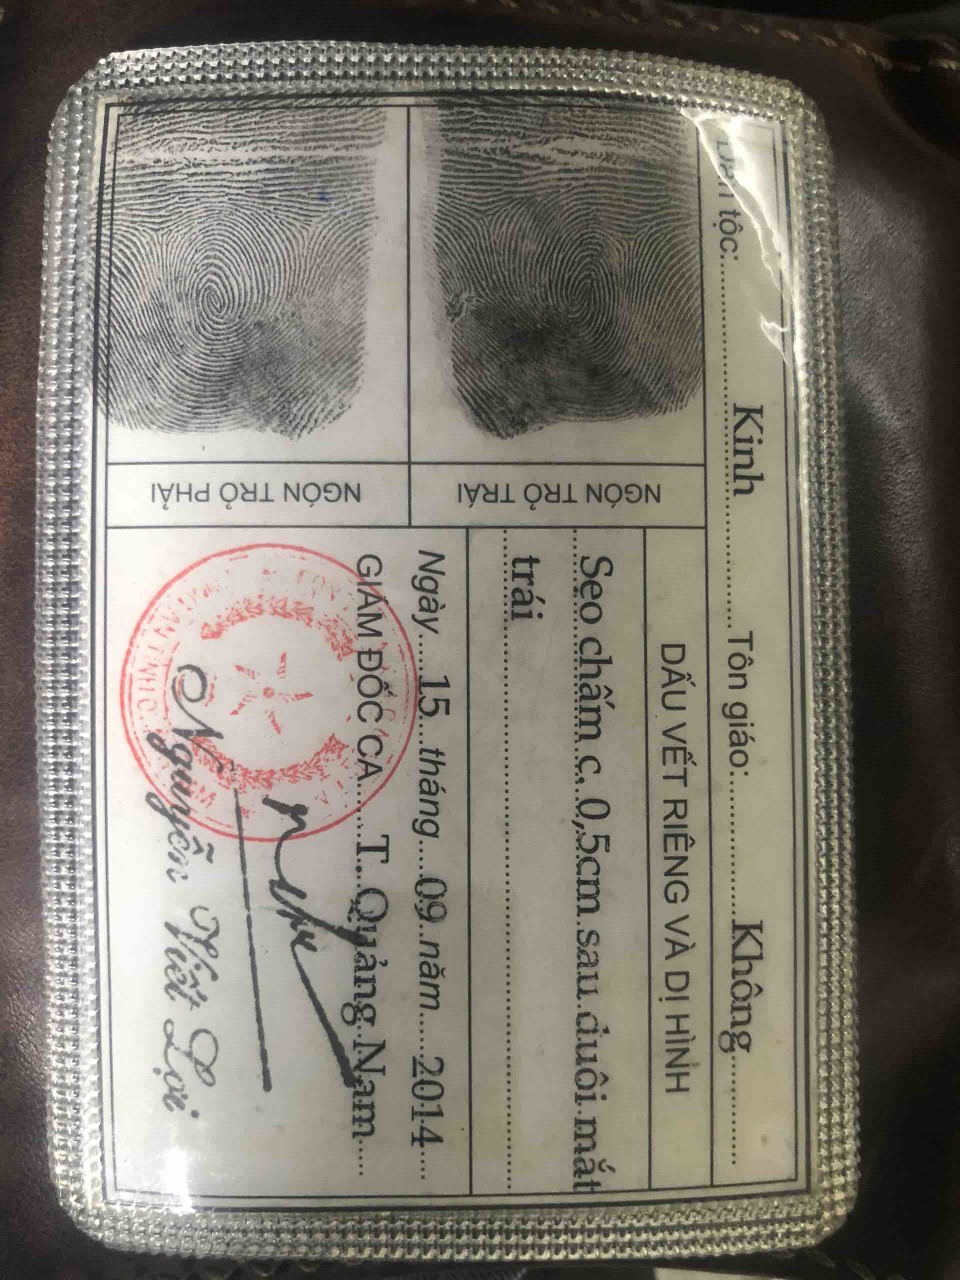 Dân tộc: Kinh Tôn giáo: Không
NGÓN TRỎ TRÁI
NGÓN TRỎ PHẢI
DẤU VẾT RIÊNG VÀ DỊ HÌNH
Sẹo chấm c. 0,5cm sau đuôi mắt
trái
Ngày 15 tháng 09 năm 2014
GIÁM ĐỐC CA T. Quảng Nam
Nguyễn Viết Lợi